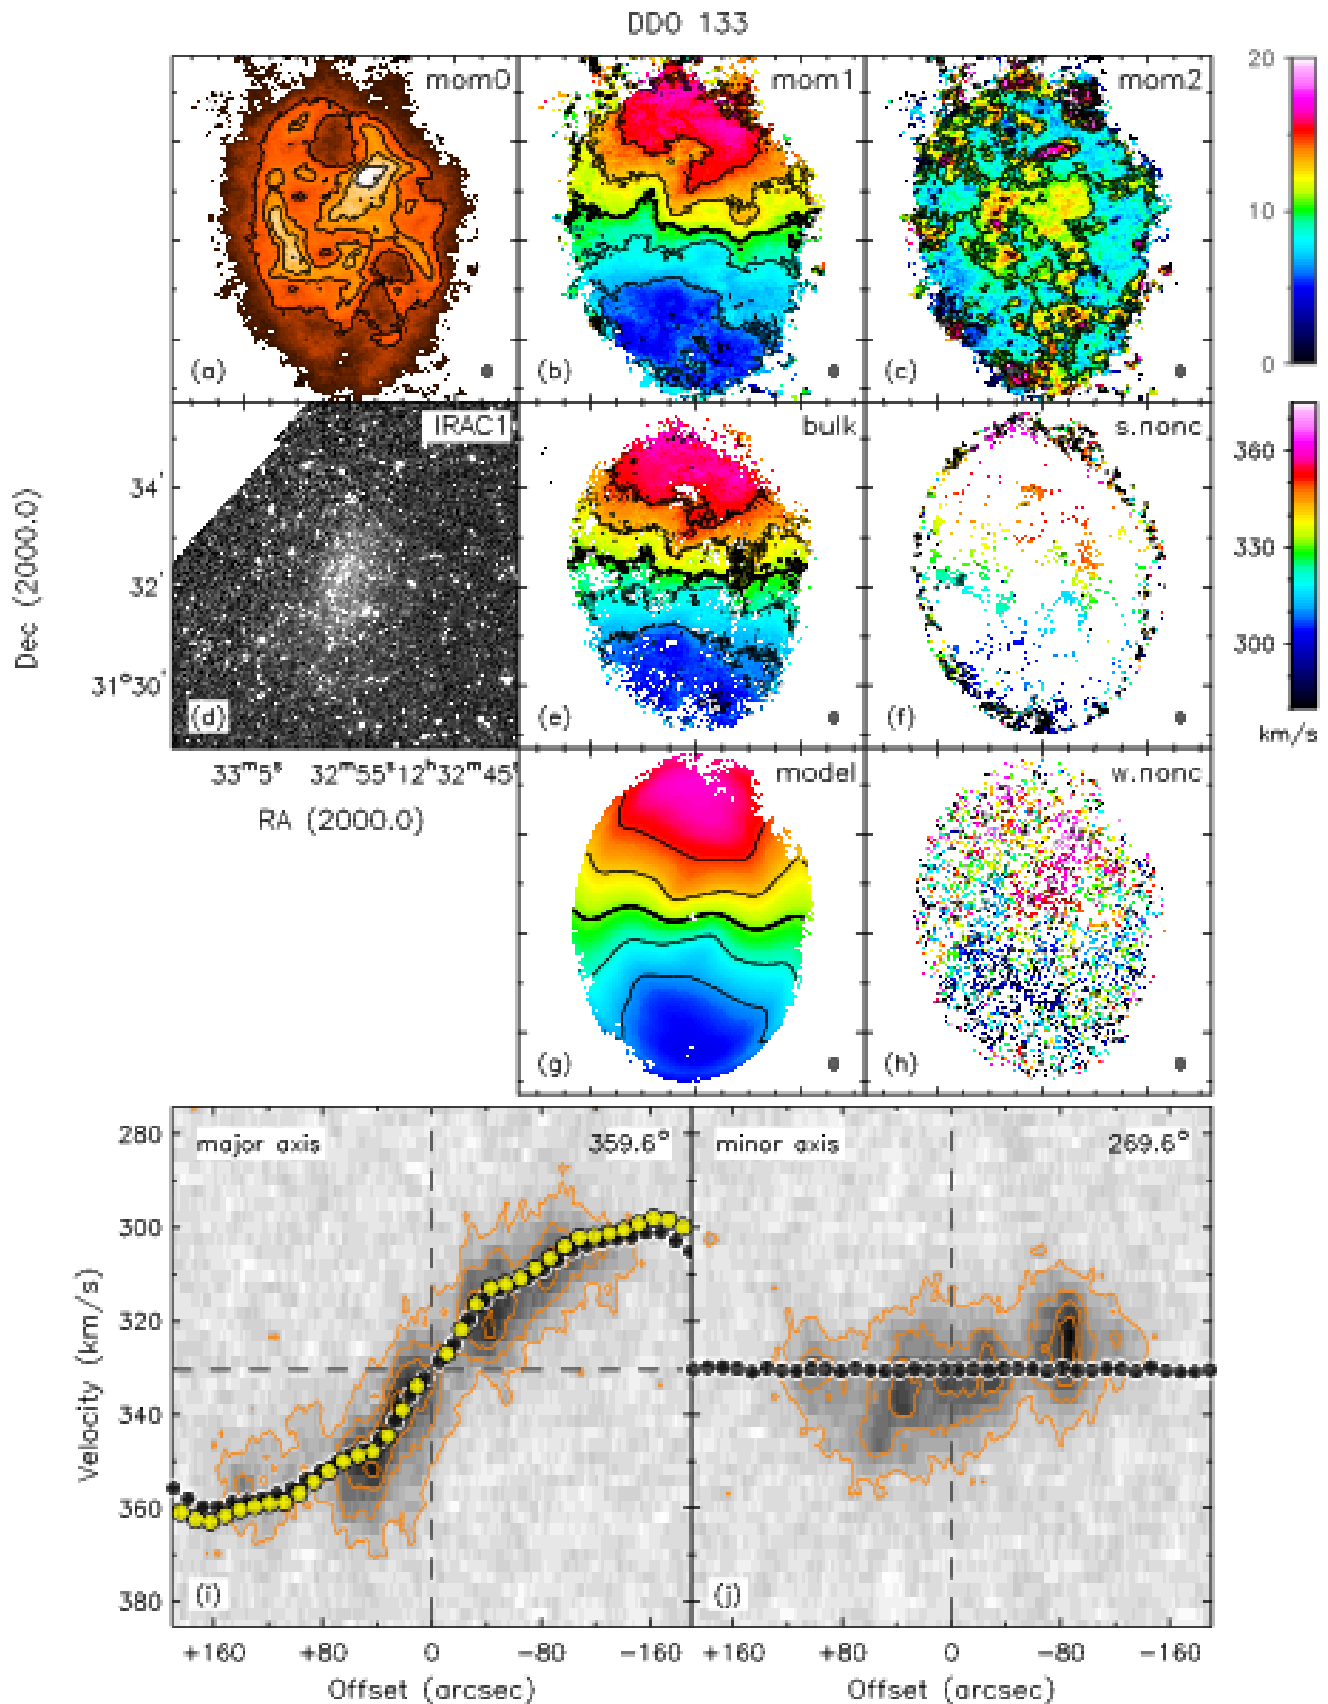 DDO 133
mom0
mom1
mom2
20
10
0
(a)
(b)
(c)
IRAC1
bulk
s.nonc
360
330
300
km/s
Dec (2000.0)
34'
32'
31°30'
(d)
(e)
(f)
33ᵐ5ˢ 32ᵐ55ˢ 12ʰ32ᵐ45ˢ
RA (2000.0)
model
w.nonc
(g)
(h)
major axis 359.6°
minor axis 269.6°
Velocity (km/s)
280
300
320
340
360
380
(i)
(j)
+160 +80 0 −80 −160
+160 +80 0 −80 −160
Offset (arcsec)
Offset (arcsec)